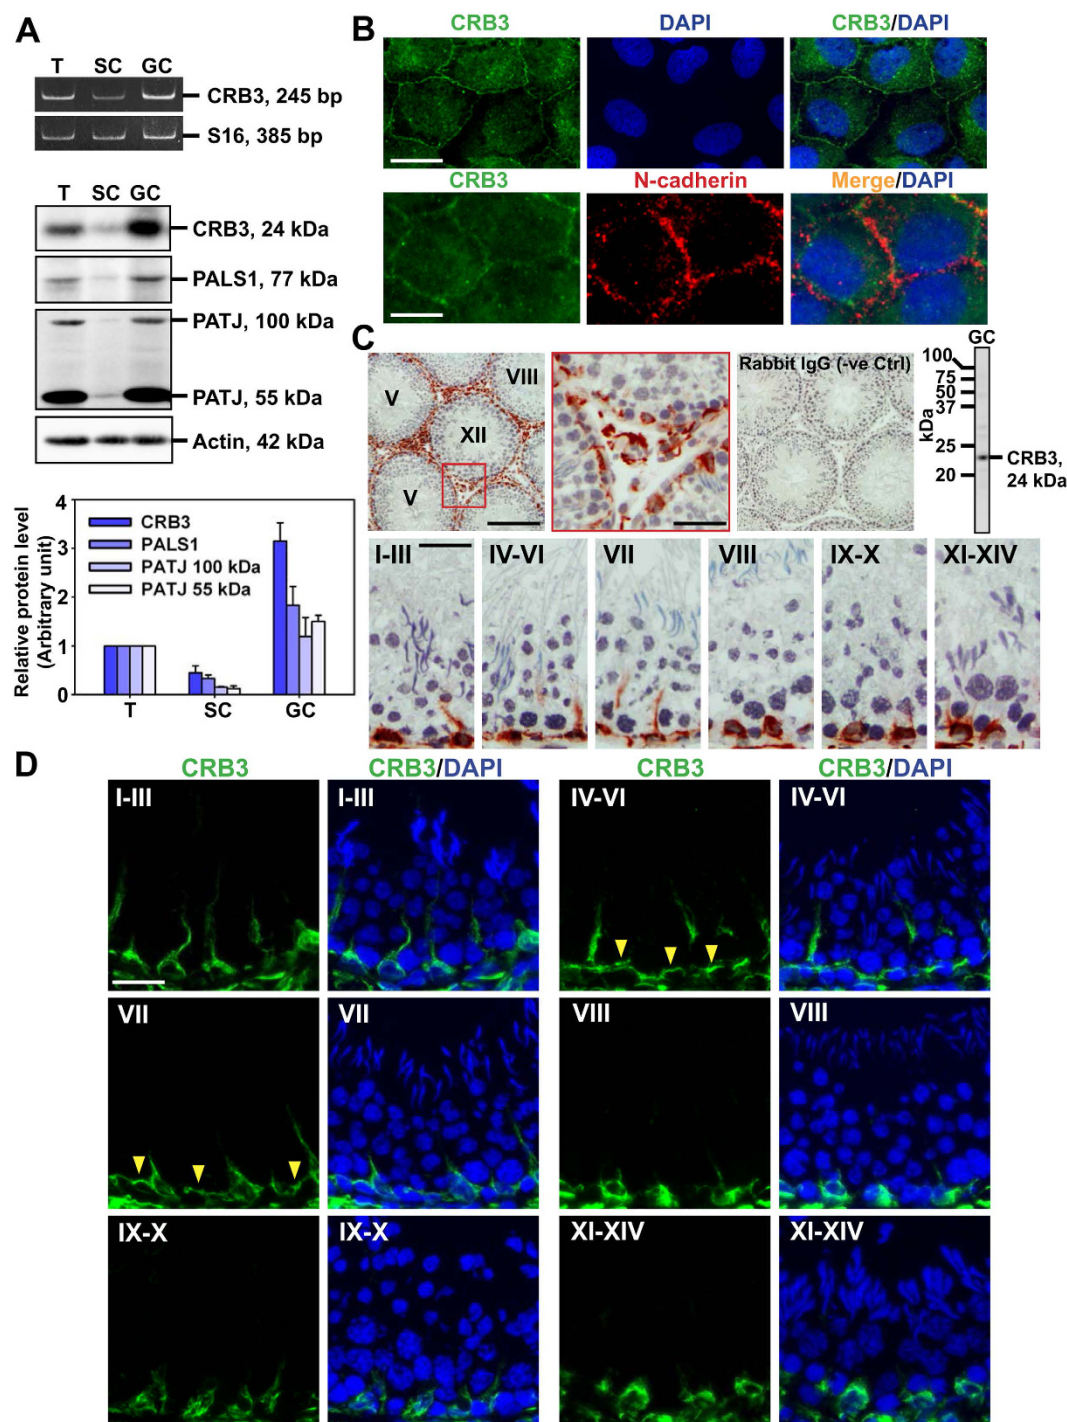 A
T SC GC
CRB3, 245 bp
S16, 385 bp
T SC GC
CRB3, 24 kDa
PALS1, 77 kDa
PATJ, 100 kDa
PATJ, 55 kDa
Actin, 42 kDa
Relative protein level
(Arbitrary unit)
4
3
2
1
0
CRB3
PALS1
PATJ 100 kDa
PATJ 55 kDa
T SC GC
B
CRB3 DAPI CRB3/DAPI
CRB3 N-cadherin Merge/DAPI
C
V
VIII
XII
V
Rabbit IgG (-ve Ctrl)
GC
kDa
100
75
50
37
25
20
CRB3,
24 kDa
I-III IV-VI VII VIII IX-X XI-XIV
D
CRB3 CRB3/DAPI CRB3 CRB3/DAPI
I-III I-III IV-VI IV-VI
VII VII VIII VIII
IX-X IX-X XI-XIV XI-XIV